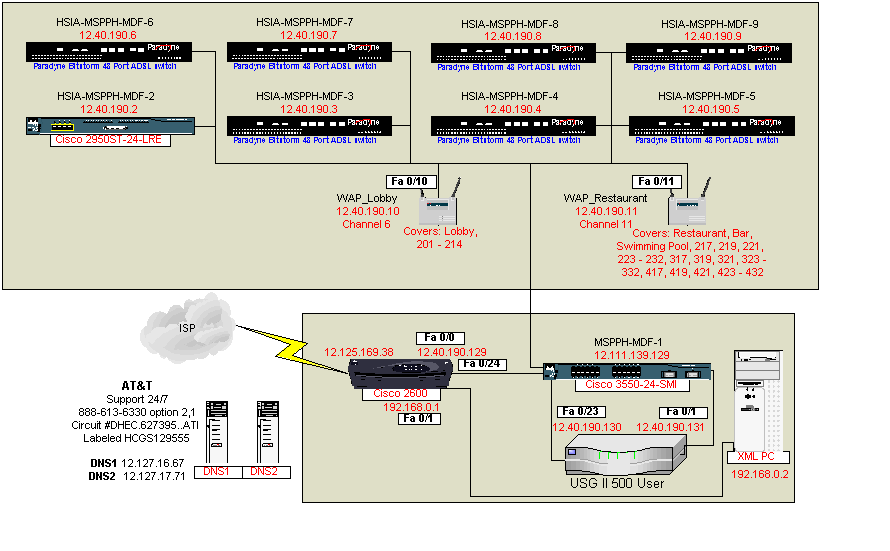 HSIA-MSPPH-MDF-6
12.40.190.6
Paradyne
Paradyne Bitstorm 48 Port ADSL switch
HSIA-MSPPH-MDF-7
12.40.190.7
Paradyne
Paradyne Bitstorm 48 Port ADSL switch
HSIA-MSPPH-MDF-8
12.40.190.8
Paradyne
Paradyne Bitstorm 48 Port ADSL switch
HSIA-MSPPH-MDF-9
12.40.190.9
Paradyne
Paradyne Bitstorm 48 Port ADSL switch
HSIA-MSPPH-MDF-2
12.40.190.2
Cisco 2950ST-24-LRE
HSIA-MSPPH-MDF-3
12.40.190.3
Paradyne
Paradyne Bitstorm 48 Port ADSL switch
HSIA-MSPPH-MDF-4
12.40.190.4
Paradyne
Paradyne Bitstorm 48 Port ADSL switch
HSIA-MSPPH-MDF-5
12.40.190.5
Paradyne
Paradyne Bitstorm 48 Port ADSL switch
Fa 0/10
WAP_Lobby
12.40.190.10
Channel 6
Covers: Lobby,
201 - 214
Fa 0/11
WAP_Restaurant
12.40.190.11
Channel 11
Covers: Restaurant, Bar,
Swimming Pool, 217, 219, 221,
223 - 232, 317, 319, 321, 323 -
332, 417, 419, 421, 423 - 432
ISP
Fa 0/0
12.125.169.38
12.40.190.129
Fa 0/24
Cisco 2600
192.168.0.1
Fa 0/1
MSPPH-MDF-1
12.111.139.129
Cisco 3550-24-SMI
Fa 0/23
12.40.190.130
Fa 0/1
12.40.190.131
USG II 500 User
XML PC
192.168.0.2
AT&T
Support 24/7
888-613-6330 option 2,1
Circuit #DHEC.627395..ATI
Labeled HCGS129555
DNS1 12.127.16.67
DNS2 12.127.17.71
DNS1
DNS2